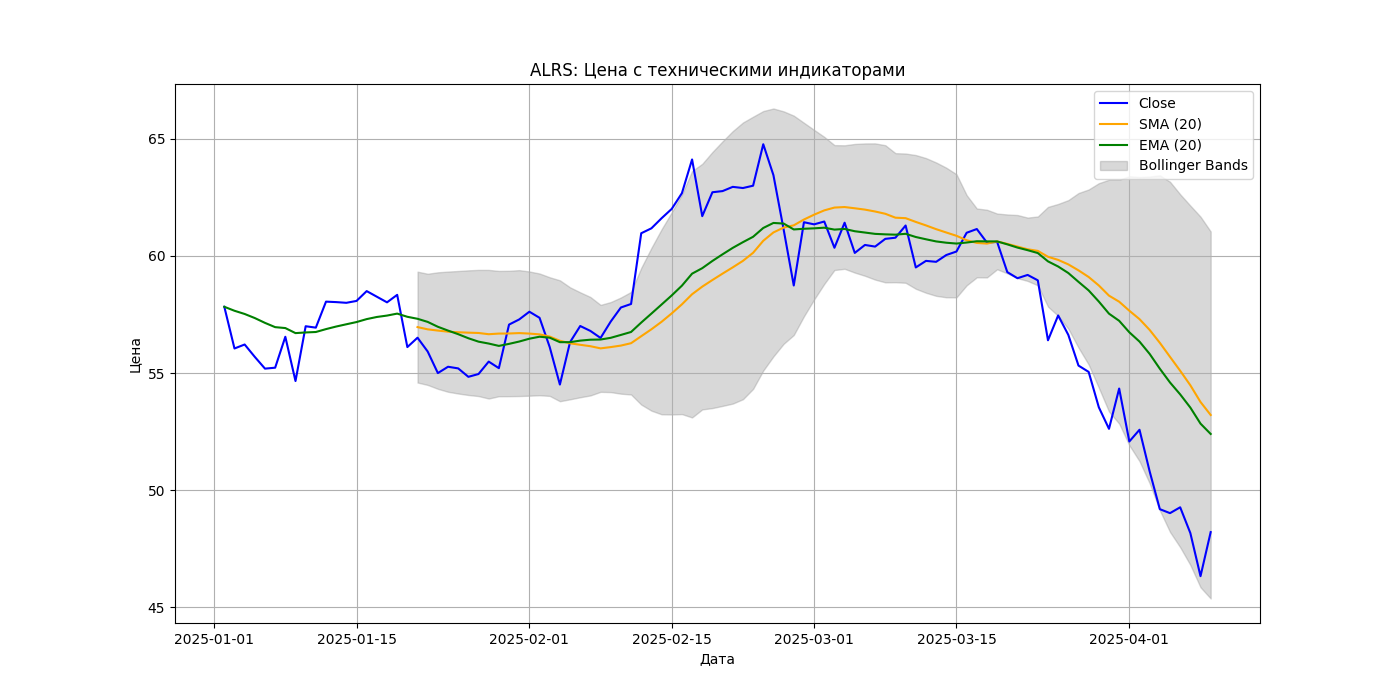 ALRS: Цена с техническими индикаторами
Close
SMA (20)
EMA (20)
Bollinger Bands
Цена
65
60
55
50
45
2025-01-01
2025-01-15
2025-02-01
2025-02-15
2025-03-01
2025-03-15
2025-04-01
Дата